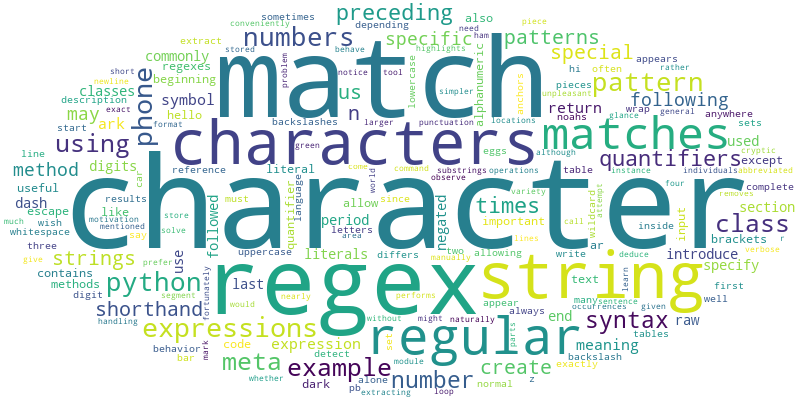 sometimes preceding also
conveniently depending need ham piece
extract numbers specific patterns
stored behave highlights rather
commonly match special appears
regexes problem notice tool often
beginning lowercase alphanumeric hi pieces
short newline exact simpler unpleasant
classes phone us pattern anchors
description larger punctuation locations
may symbol backslashes n return wrap following
format hello noahs general anywhere
start ark characters matches sets
using green eggs used glance cryptic
line digits reference literal although quantifiers except
method substrings operations table instance individuals abbreviated
useful car results store observe variety removes complete
dash character times class
escape like must allow since four inside section
wish motivation mentioned world command wildcard attempt
much whitespace followed quantifier language come period negated important input brackets
three say solve letters area two call introduce
strings use uppercase literals allowing klmns ar verbose
contains differs write deduce specify
methods python regex string text learn r
give digit last appear many sentence first
segment fortunately nearly occurrences given well
shorthand would performs always
handling without might naturally end syntax raw
expressions mark code regular parts
behavior expression detect set module meaning tables
bar meta example create backslash
whether dark alone number normal exactly z
pb extracting loop prefer manually